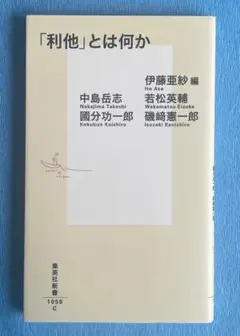 「利他」とは何か
伊藤亜紗 編
Ito Asa
中島岳志 若松英輔
Nakajima Takeshi Wakamatsu Eisuke
國分功一郎 磯﨑憲一郎
Kokubun Koichiro Isozaki Kenichiro
集英社新書
1058
C